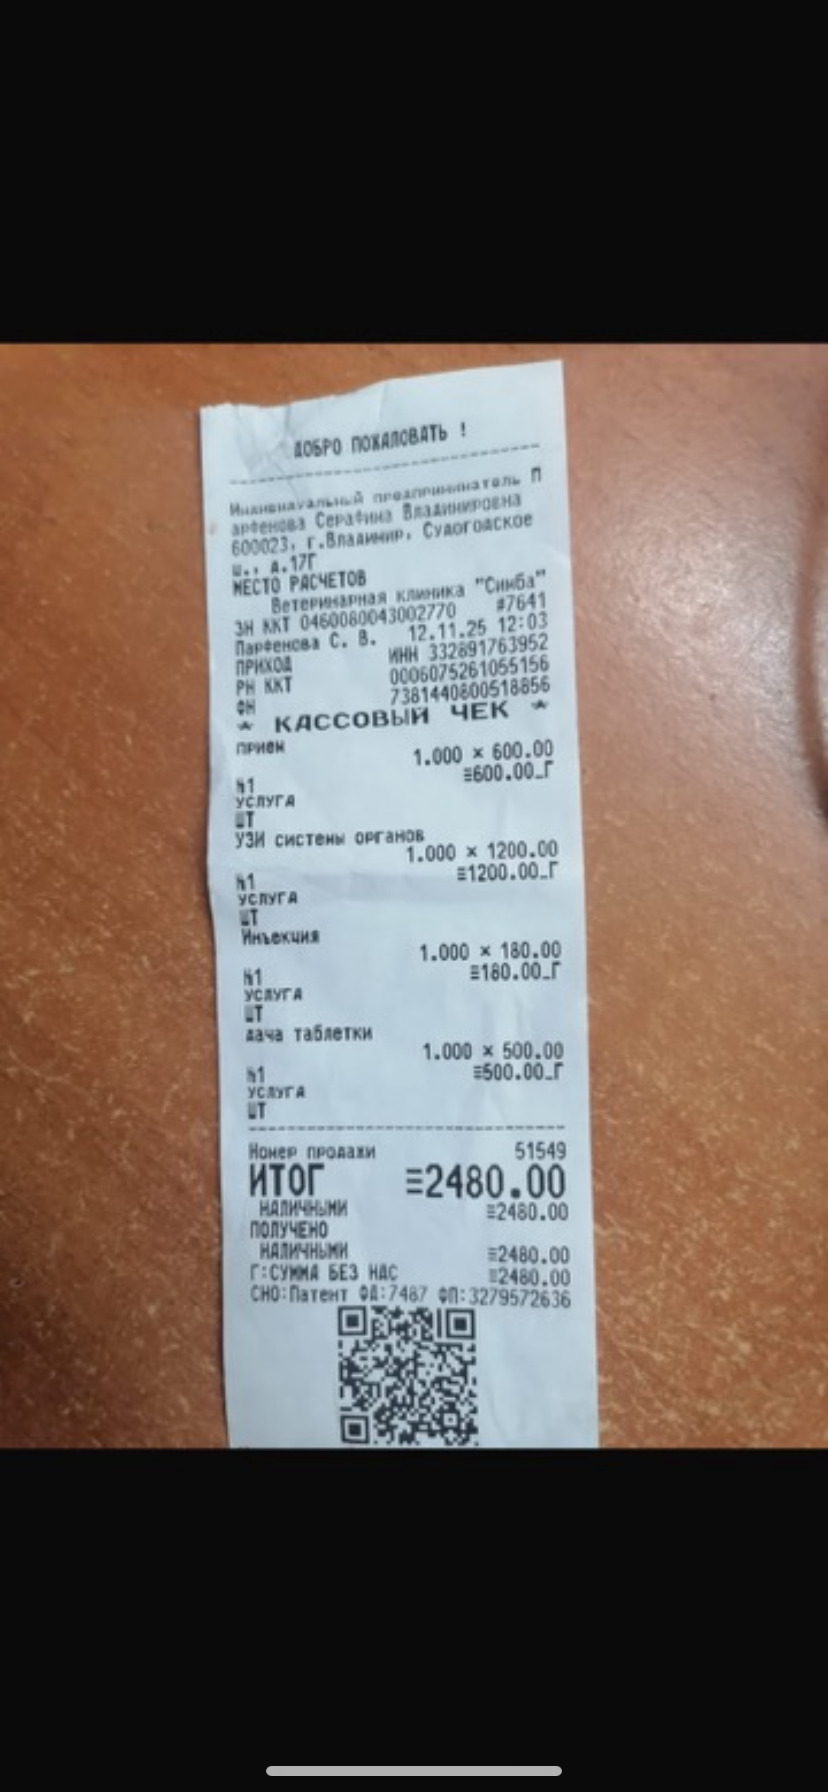 ДОБРО ПОЖАЛОВАТЬ !
Индивидуальный предприниматель П
арфенова Серафина Владимировна
600023, г.Владимир, Судогодское
ш., д.17Г
МЕСТО РАСЧЕТОВ
Ветеринарная клиника "Симба"
ЗН ККТ 0460080043002770 #7641
Парфенова С. В. 12.11.25 12:03
ПРИХОД ИНН 332891763952
РН ККТ 0006075261055156
ФН 7381440800518856
* КАССОВЫЙ ЧЕК *
прием
1.000 × 600.00
≡600.00_Г
№1
УСЛУГА
ШТ
УЗИ системы органов
1.000 × 1200.00
≡1200.00_Г
№1
УСЛУГА
ШТ
Инъекция
1.000 × 180.00
≡180.00_Г
№1
УСЛУГА
ШТ
дача таблетки
1.000 × 500.00
≡500.00_Г
№1
УСЛУГА
ШТ
Номер продажи 51549
ИТОГ ≡2480.00
НАЛИЧНЫМИ ≡2480.00
ПОЛУЧЕНО
НАЛИЧНЫМИ ≡2480.00
Г:СУММА БЕЗ НДС ≡2480.00
СНО:Патент ФД:7487 ФП:3279572636